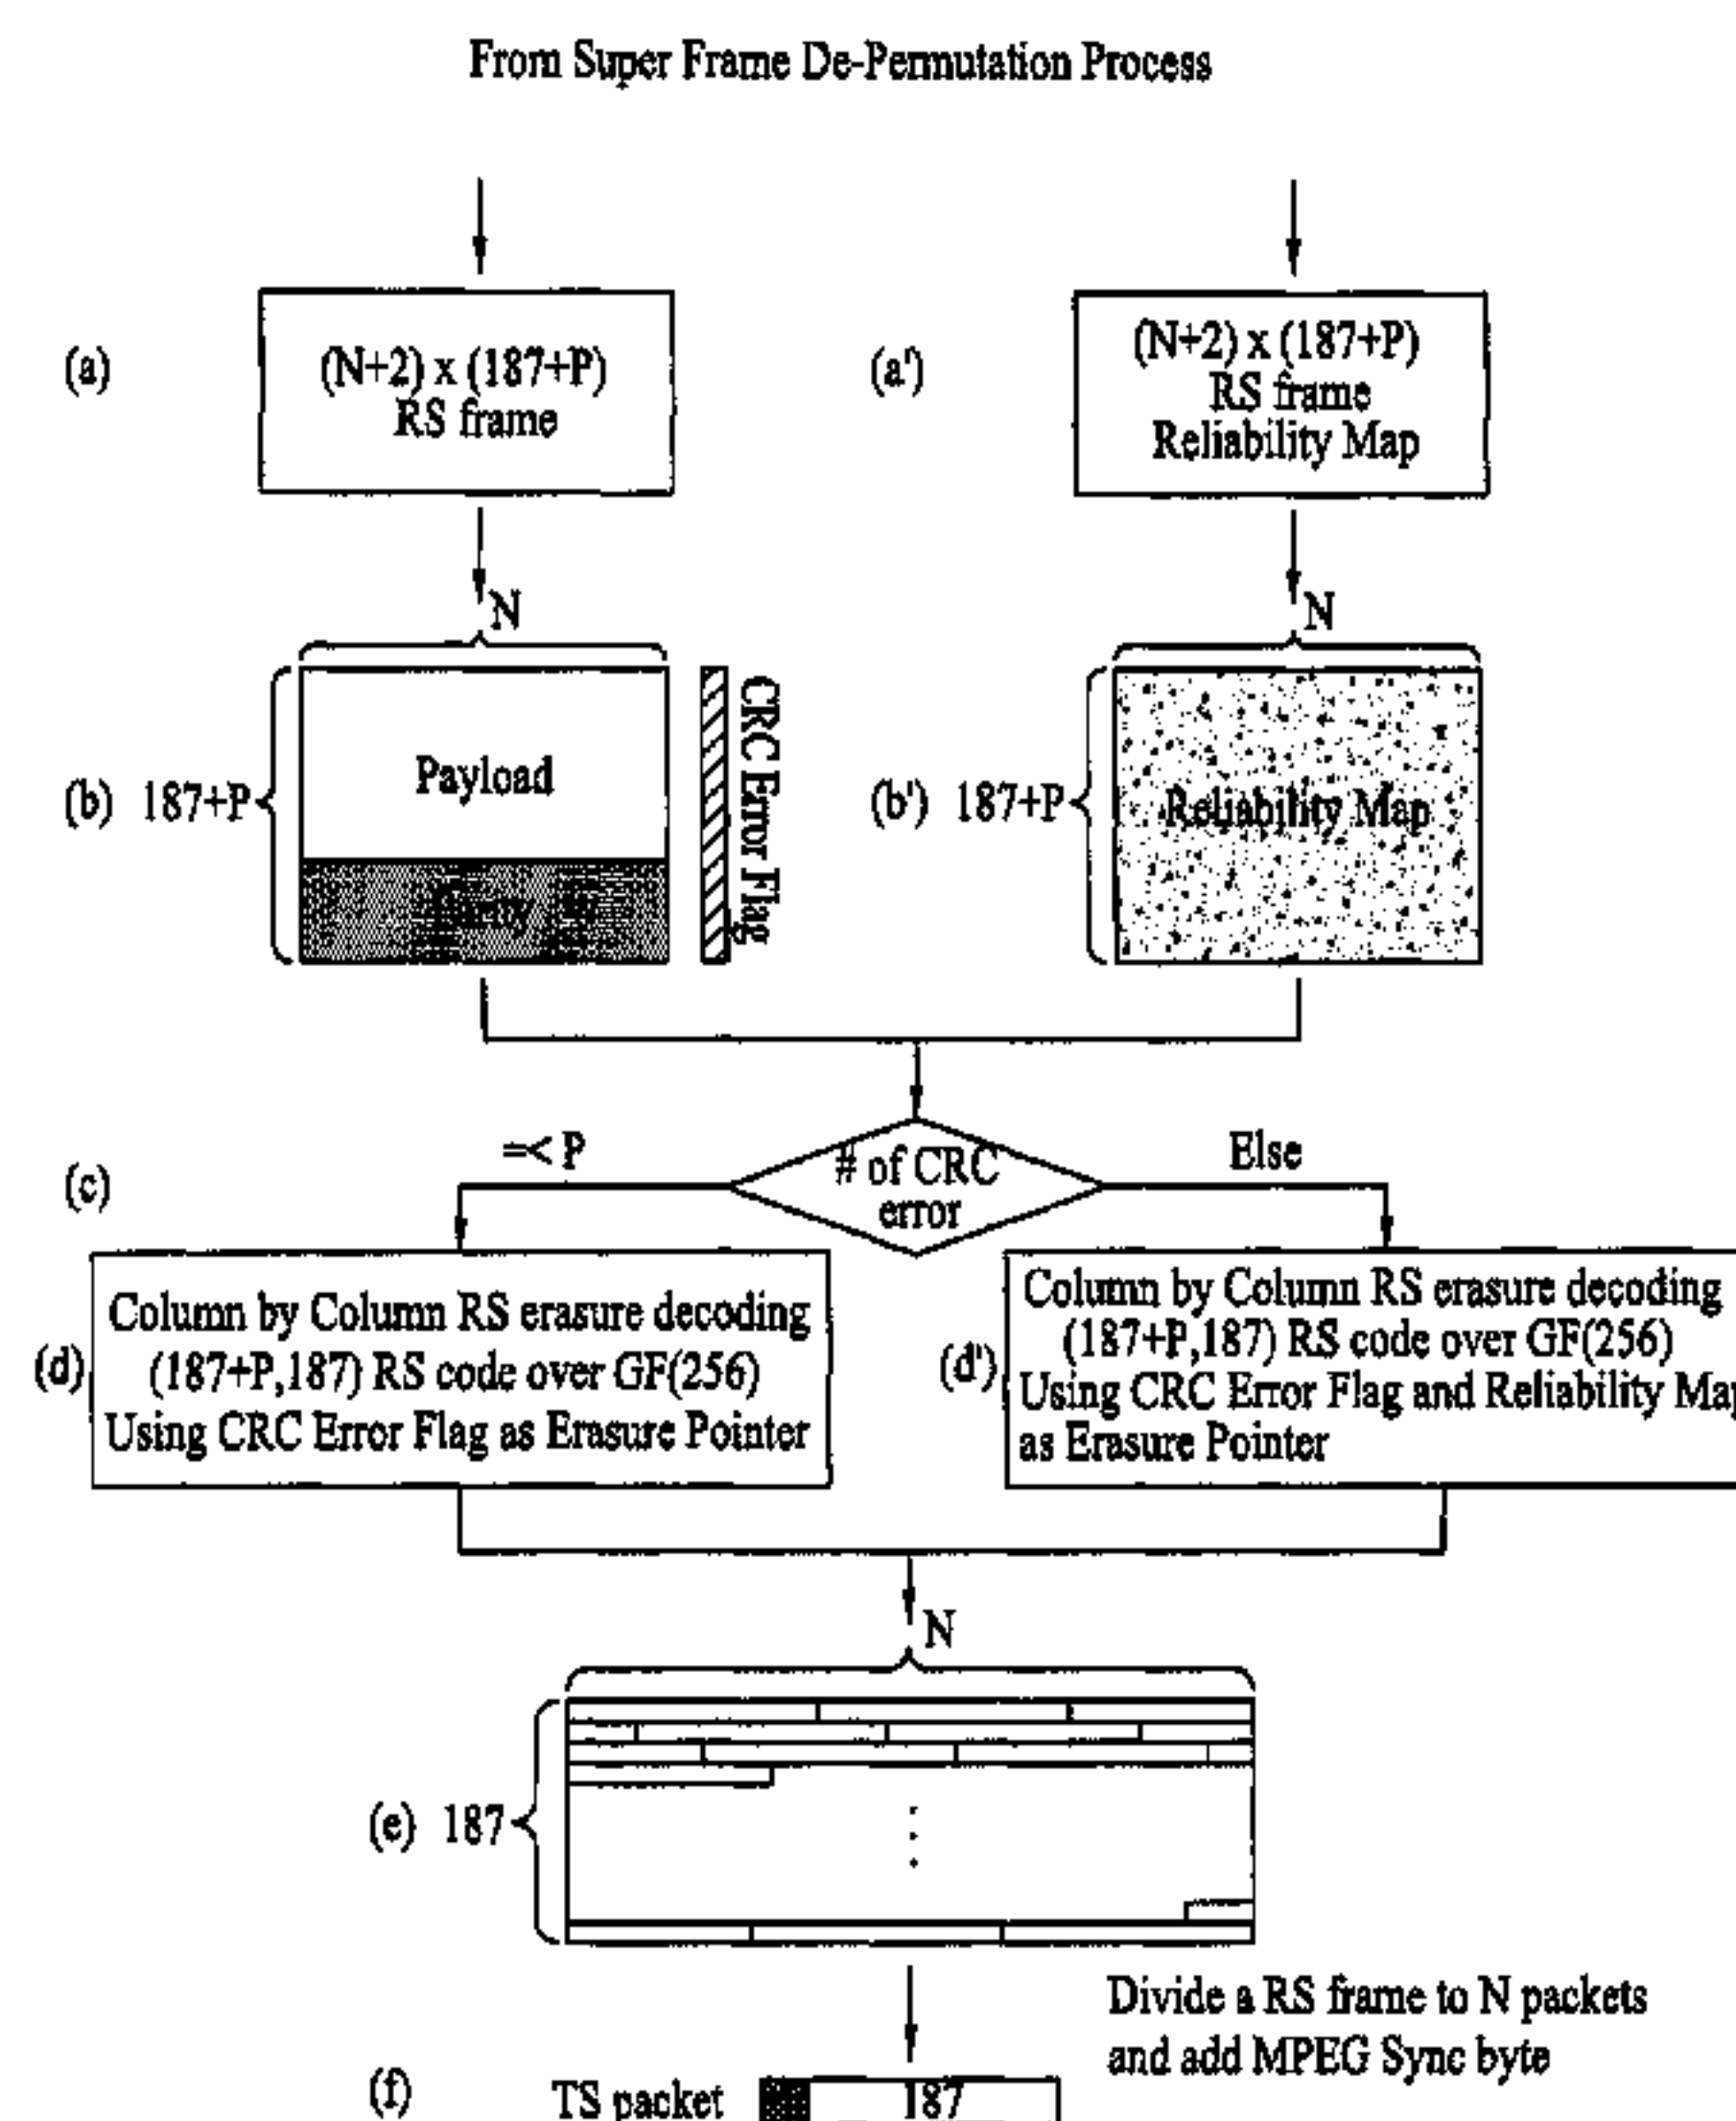 From Super Frame De-Permutation Process
(a)
(N+2) x (187+P)
RS frame
(a')
(N+2) x (187+P)
RS frame
Reliability Map
N
N
(b)
187+P
Payload
Parity
CRC Error Flag
(b')
187+P
Reliability Map
(c)
=< P
# of CRC
error
Else
(d)
Column by Column RS erasure decoding
(187+P,187) RS code over GF(256)
Using CRC Error Flag as Erasure Pointer
(d')
Column by Column RS erasure decoding
(187+P,187) RS code over GF(256)
Using CRC Error Flag and Reliability Map
as Erasure Pointer
N
(e)
187
Divide a RS frame to N packets
and add MPEG Sync byte
(f)
TS packet
187